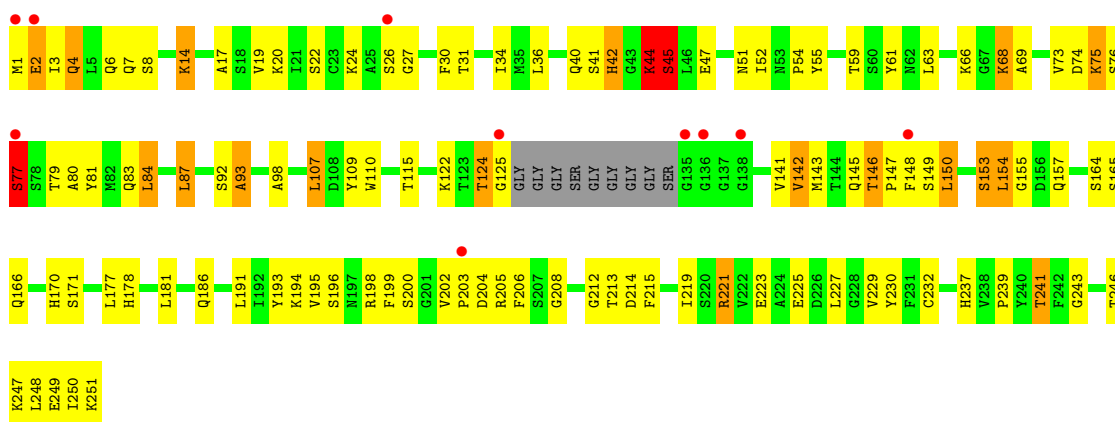 M1 E2 I3 Q4 L5 Q6 Q7 S8 K14 A17 S18 V19 K20 I21 S22 C23 K24 A25 S26 G27 F30 T31 I34 M35 L36 Q40 S41 H42 G43 K44 S45 L46 E47 N51 I52 N53 P54 Y55 T59 S60 Y61 N62 L63 K66 G67 K68 A69 V73 D74 K75 S76
S77 S78 T79 A80 Y81 M82 Q83 L84 L87 S92 A93 A98 L107 D108 Y109 W110 T115 K122 T123 T124 G125 GLY GLY GLY SER GLY GLY GLY GLY SER G135 G136 G137 G138 V141 V142 M143 T144 Q145 T146 P147 F148 S149 L150 S153 L154 G155 D156 Q157 S164 S165
Q166 H170 S171 L177 H178 L181 Q186 L191 I192 Y193 K194 V195 S196 N197 R198 F199 S200 G201 V202 P203 D204 R205 F206 S207 G208 G212 T213 D214 F215 I219 S220 R221 V222 E223 A224 E225 D226 L227 G228 V229 Y230 F231 C232 H237 V238 P239 Y240 T241 F242 G243 T246
K247 L248 E249 I250 K251